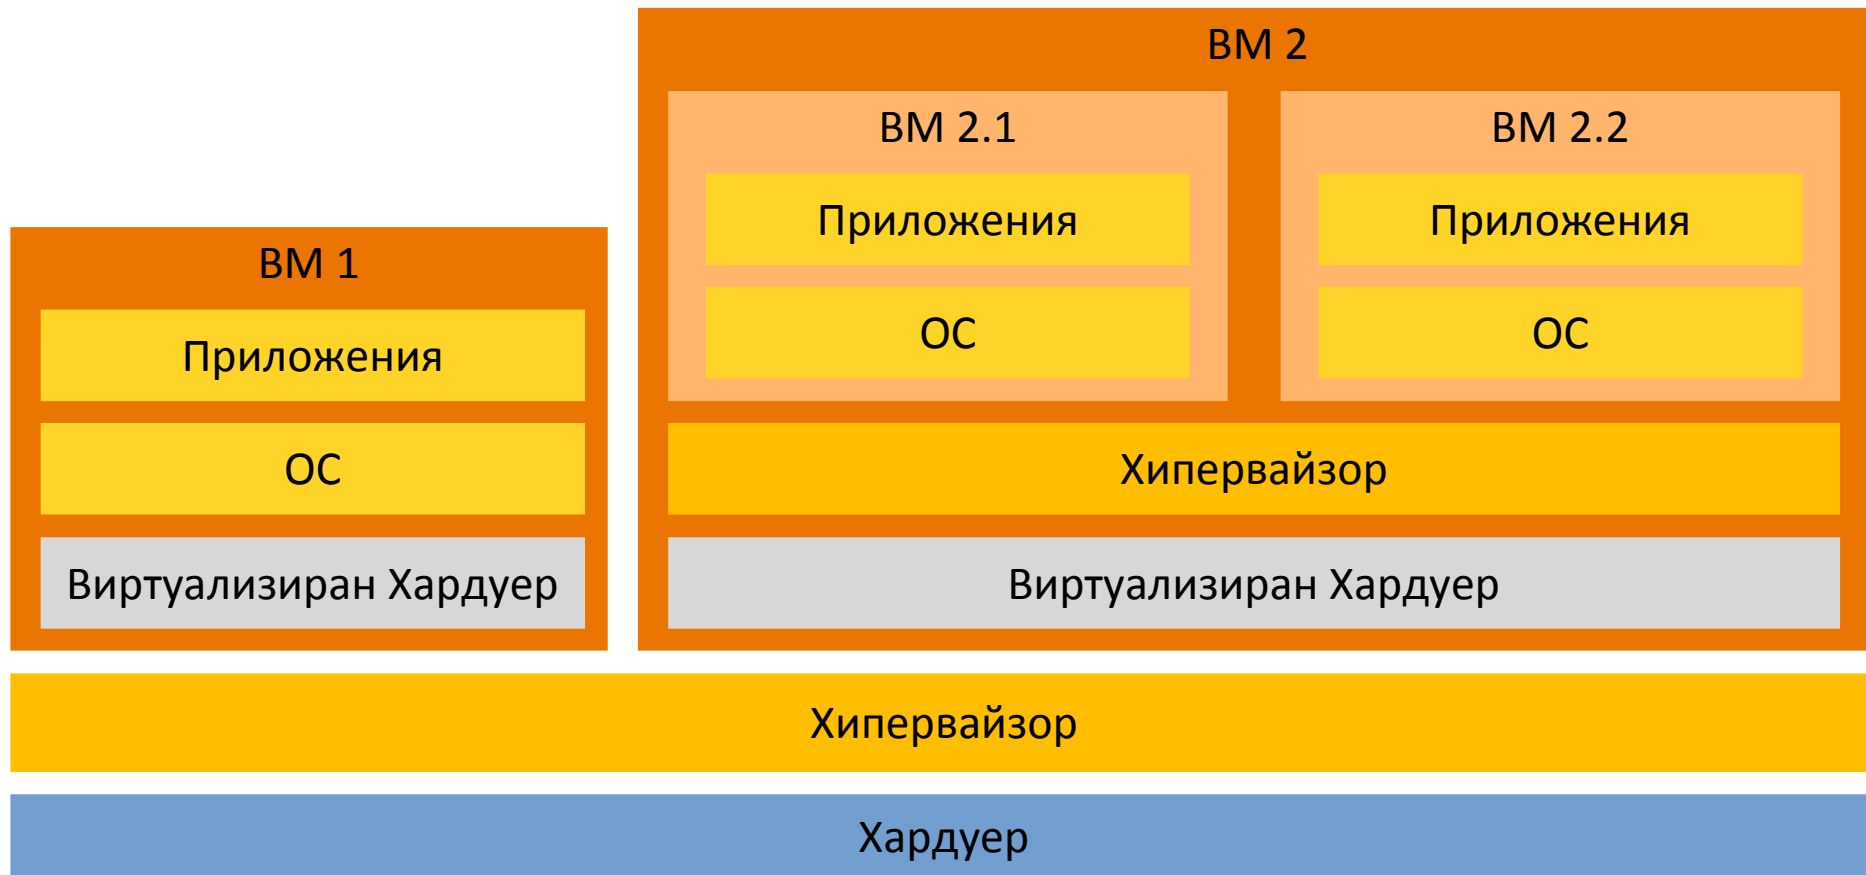 ВМ 1
Приложения
ОС
Виртуализиран Хардуер
ВМ 2
ВМ 2.1
Приложения
ОС
ВМ 2.2
Приложения
ОС
Хипервайзор
Виртуализиран Хардуер
Хипервайзор
Хардуер